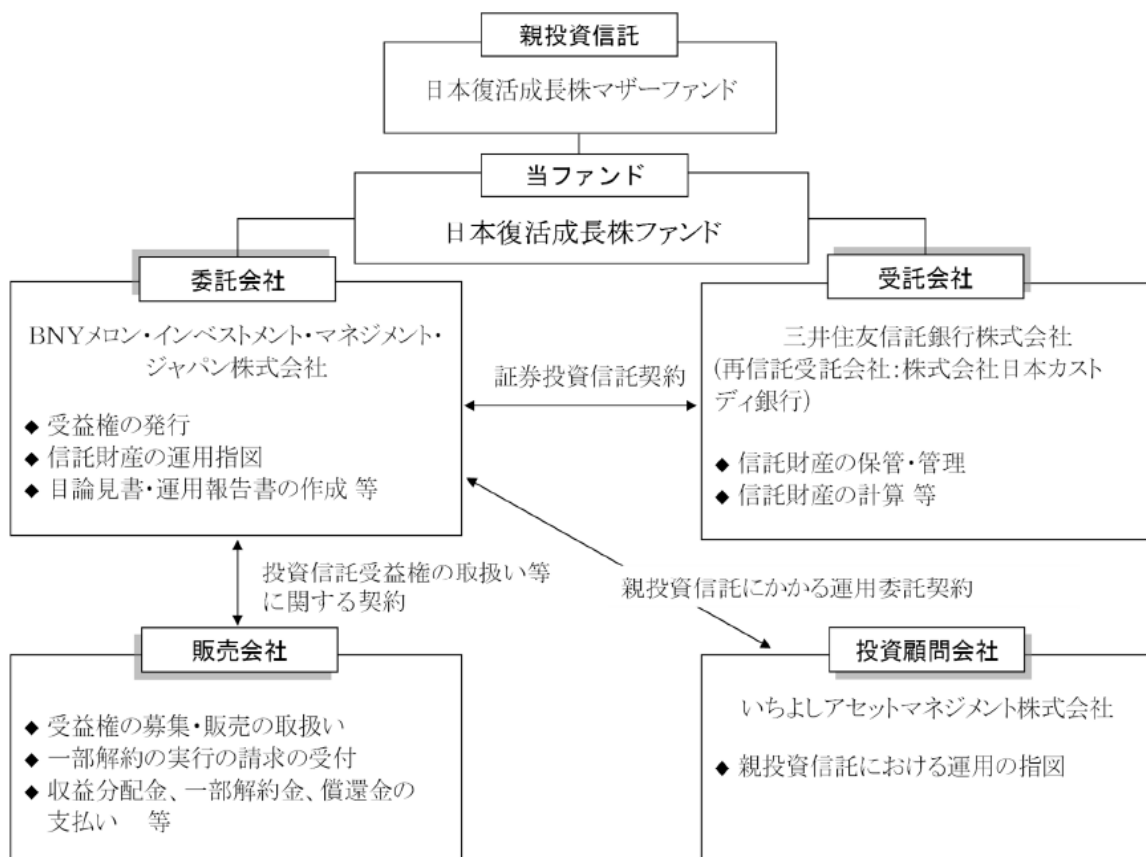 親投資信託
日本復活成長株マザーファンド
当ファンド
日本復活成長株ファンド
委託会社
BNYメロン・インベストメント・マネジメント・
ジャパン株式会社
◆ 受益権の発行
◆ 信託財産の運用指図
◆ 目論見書・運用報告書の作成 等
証券投資信託契約
受託会社
三井住友信託銀行株式会社
(再信託受託会社:株式会社日本カスト
ディ銀行)
◆ 信託財産の保管・管理
◆ 信託財産の計算 等
投資信託受益権の取扱い等
に関する契約
親投資信託にかかる運用委託契約
販売会社
◆ 受益権の募集・販売の取扱い
◆ 一部解約の実行の請求の受付
◆ 収益分配金、一部解約金、償還金の
支払い 等
投資顧問会社
いちよしアセットマネジメント株式会社
◆ 親投資信託における運用の指図